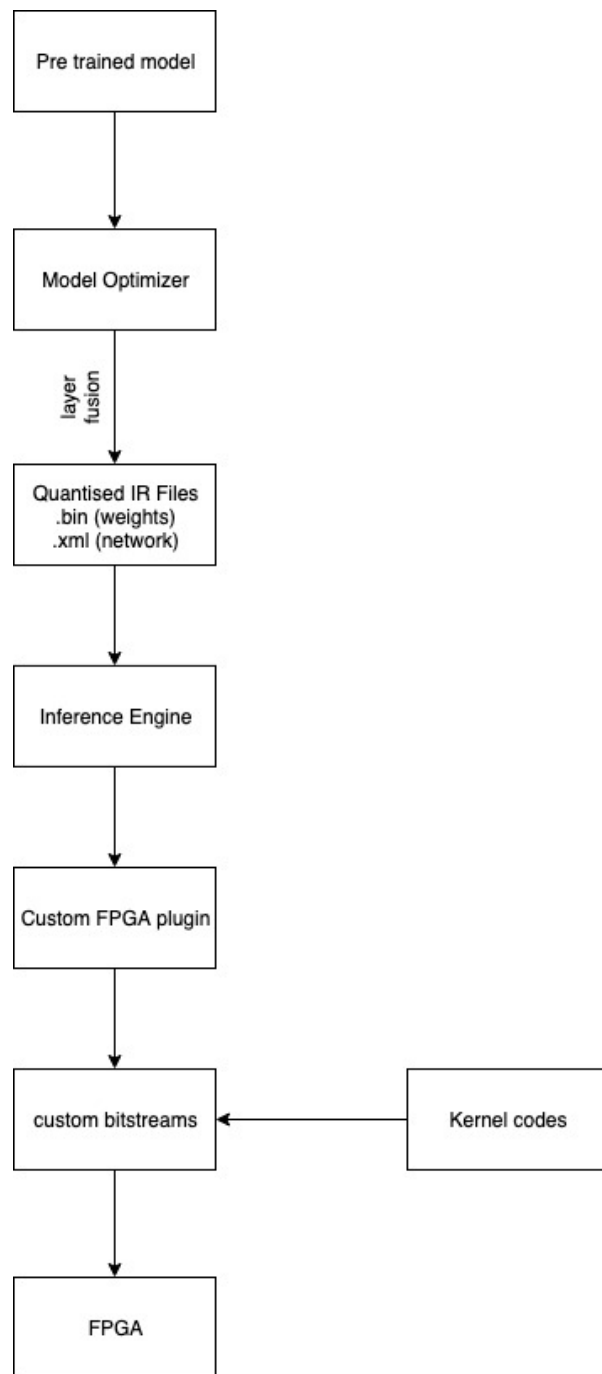 Pre trained model
Model Optimizer
layer
fusion
Quantised IR Files
.bin (weights)
.xml (network)
Inference Engine
Custom FPGA plugin
custom bitstreams
Kernel codes
FPGA